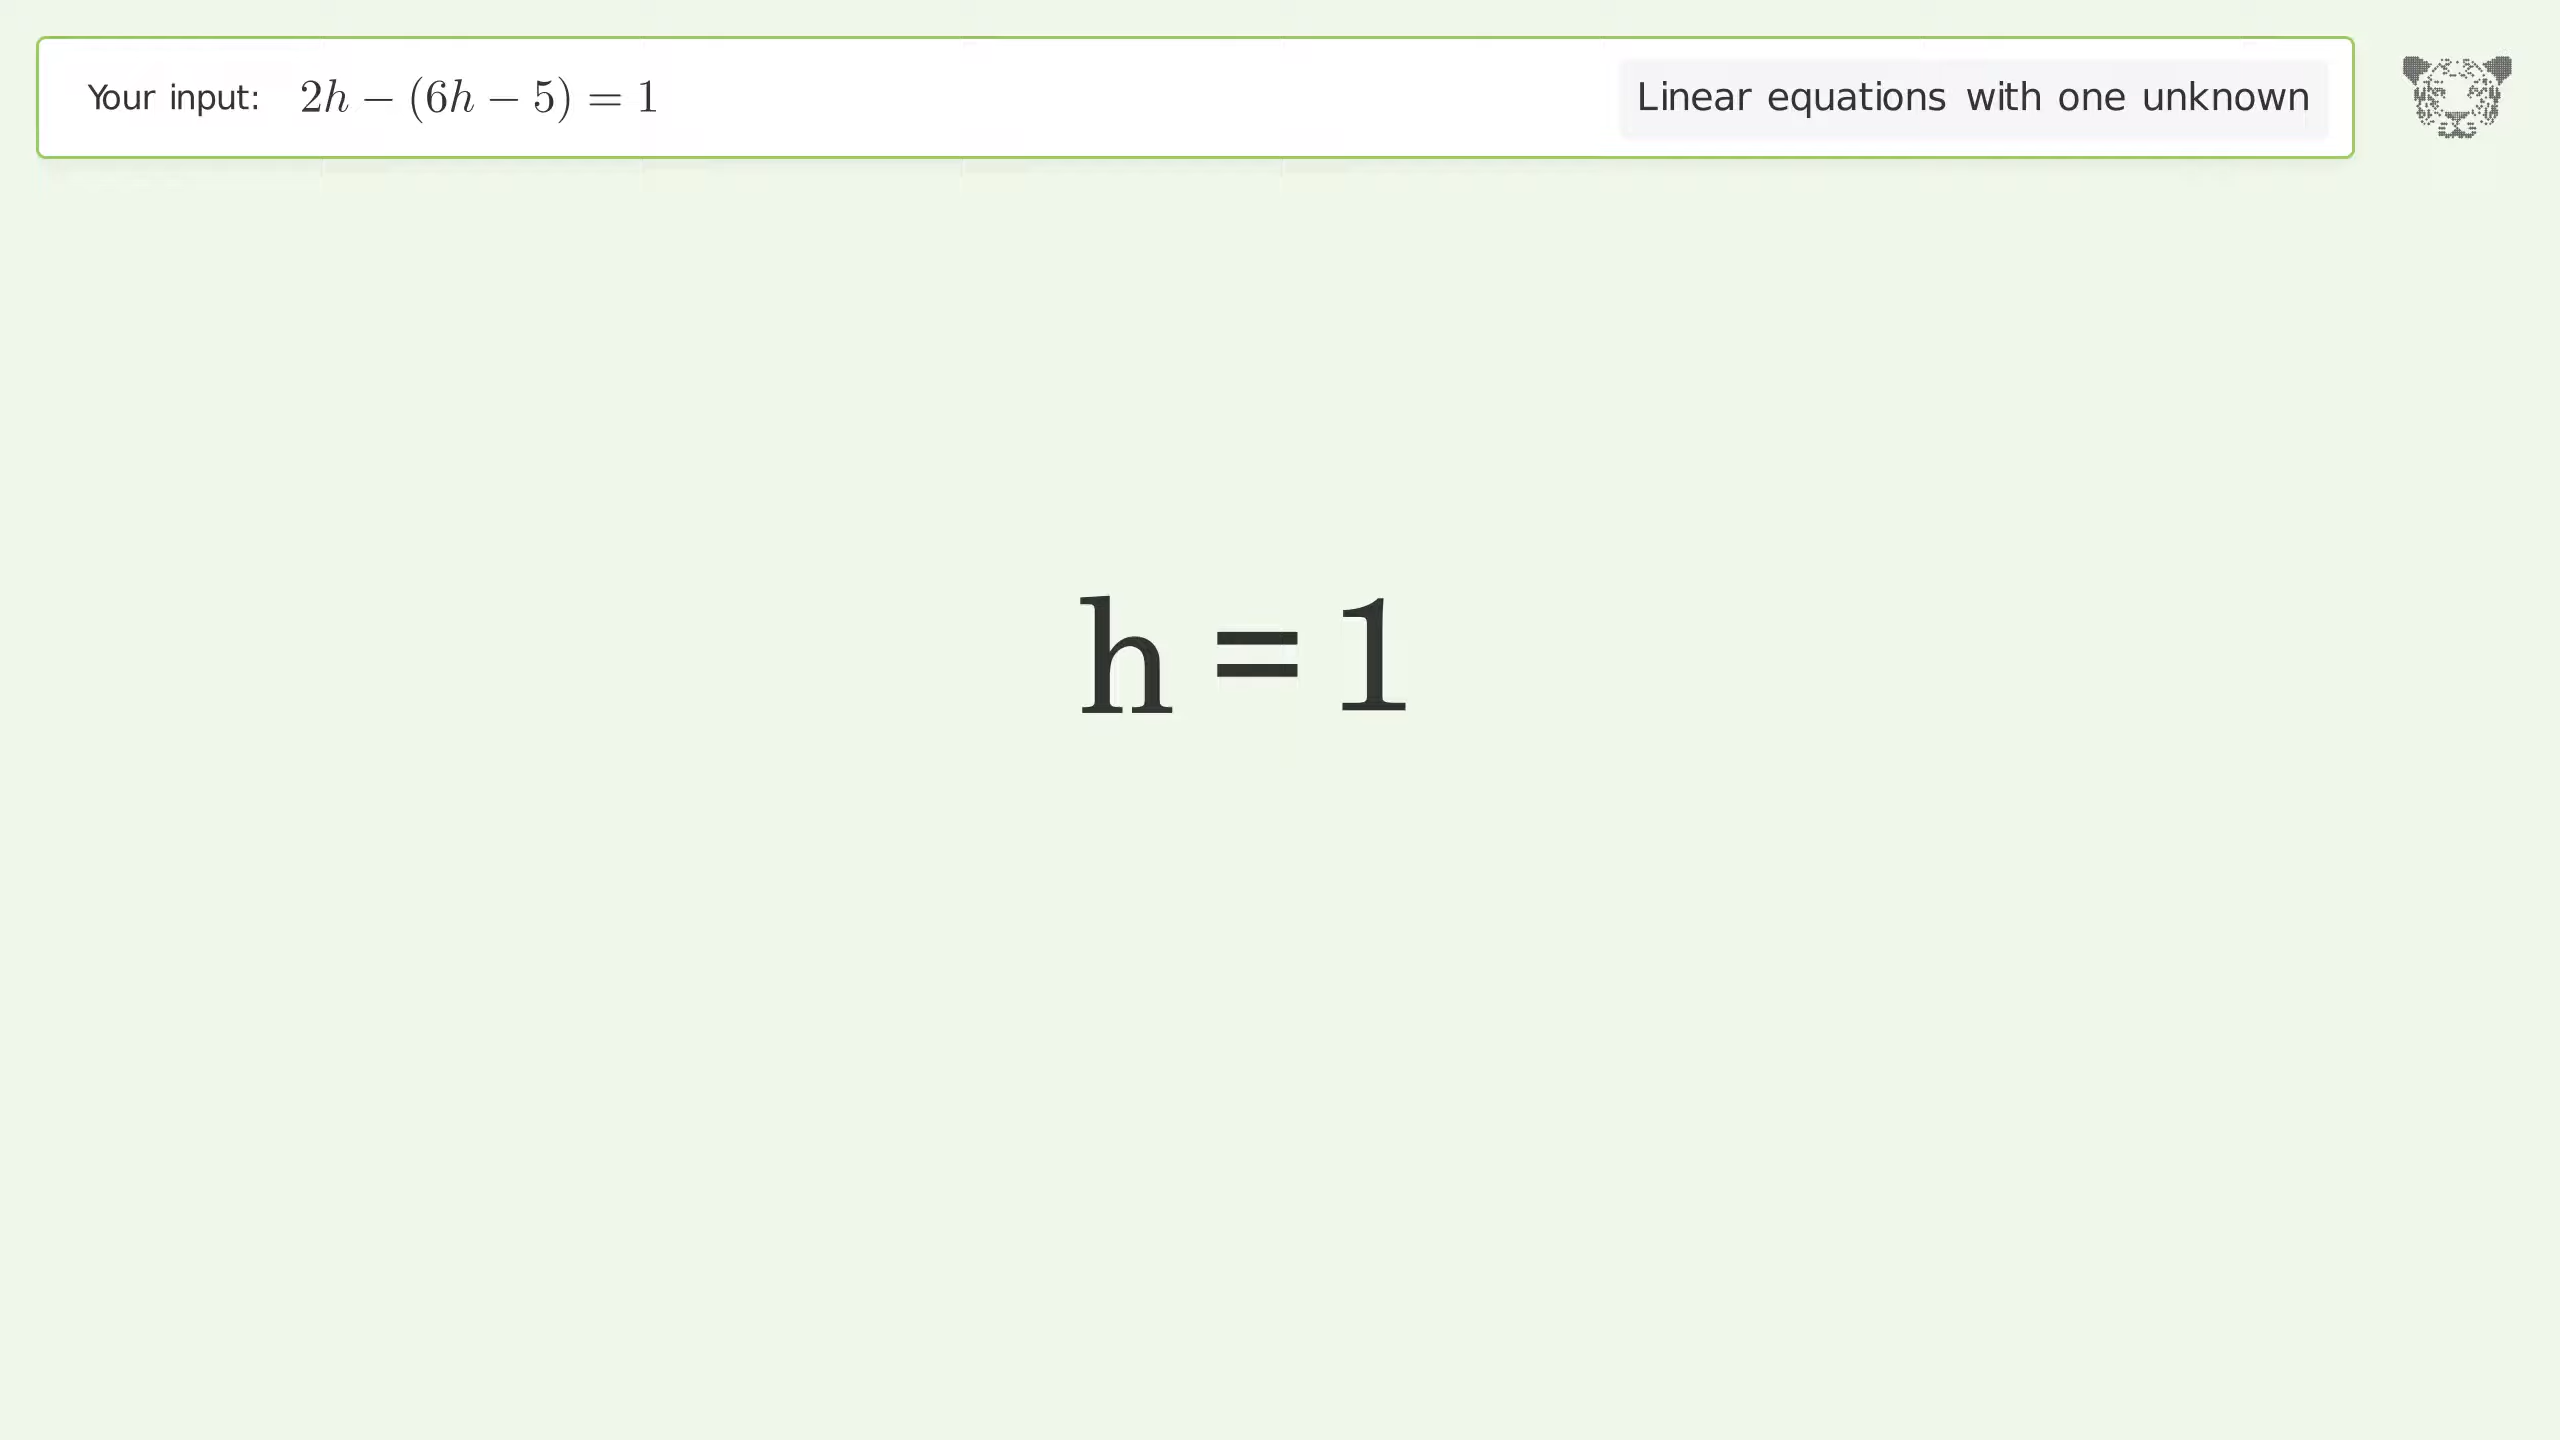 Your input: 2h − (6h − 5) = 1
Linear equations with one unknown
h = 1